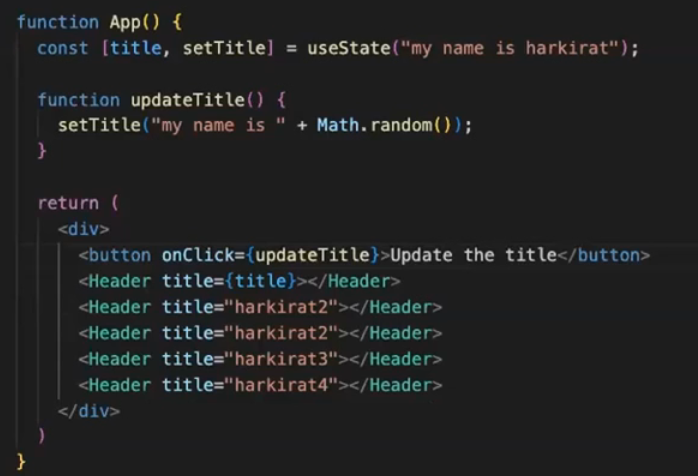 function App() {
const [title, setTitle] = useState("my name is harkirat");
function updateTitle() {
setTitle("my name is " + Math.random());
}
return (
<div>
<button onClick={updateTitle}>Update the title</button>
<Header title={title}></Header>
<Header title="harkirat2"></Header>
<Header title="harkirat2"></Header>
<Header title="harkirat3"></Header>
<Header title="harkirat4"></Header>
</div>
)
}